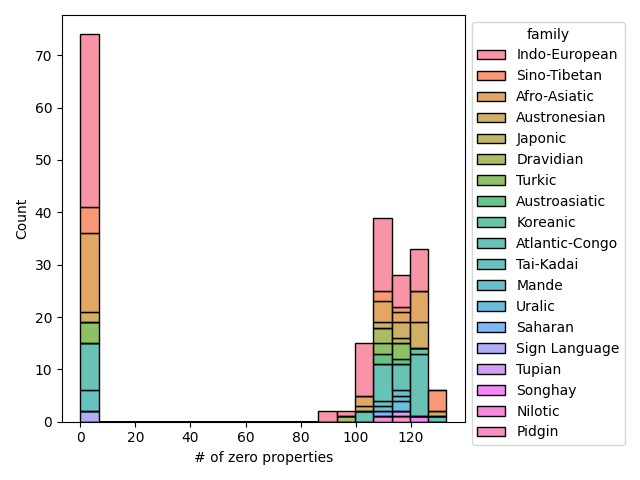 family
Indo-European
Sino-Tibetan
Afro-Asiatic
Austronesian
Japonic
Dravidian
Turkic
Austroasiatic
Koreanic
Atlantic-Congo
Tai-Kadai
Mande
Uralic
Saharan
Sign Language
Tupian
Songhay
Nilotic
Pidgin
Count
70
60
50
40
30
20
10
0
0 20 40 60 80 100 120
# of zero properties